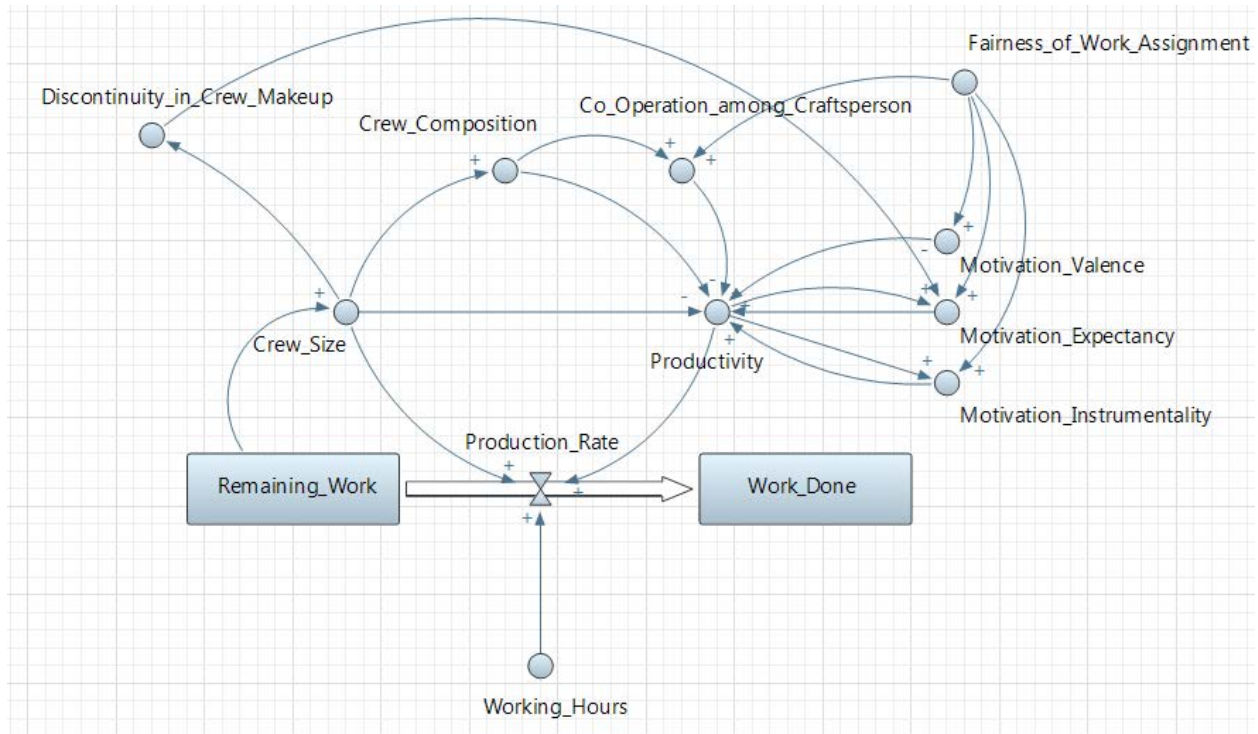 Fairness_of_Work_Assignment
Discontinuity_in_Crew_Makeup
Co_Operation_among_Craftsperson
Crew_Composition
+
+
+
+
-
Motivation_Valence
-
+
-
+
+
+
Crew_Size
Motivation_Expectancy
+
Productivity
+
+
Motivation_Instrumentality
Production_Rate
+
Remaining_Work
+
Work_Done
+
Working_Hours